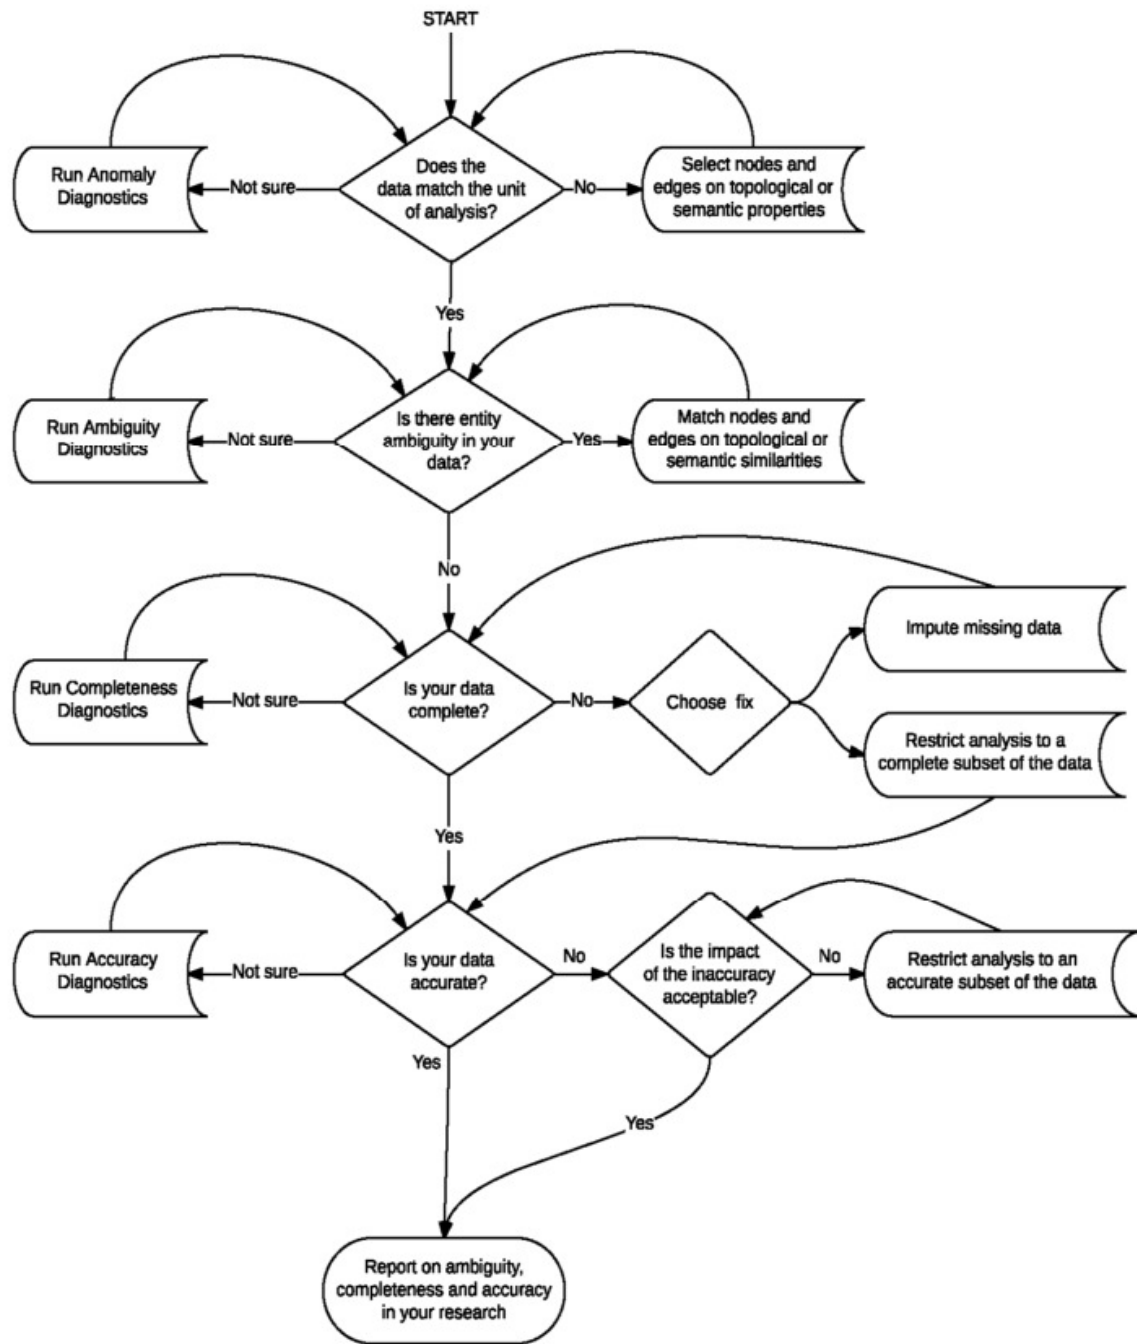 START
Run Anomaly
Diagnostics
Not sure
Does the
data match the unit
of analysis?
No
Select nodes and
edges on topological or
semantic properties
Yes
Run Ambiguity
Diagnostics
Not sure
Is there entity
ambiguity in your
data?
Yes
Match nodes and
edges on topological or
semantic similarities
No
Run Completeness
Diagnostics
Not sure
Is your data
complete?
No
Choose fix
Impute missing data
Restrict analysis to a
complete subset of the data
Yes
Run Accuracy
Diagnostics
Not sure
Is your data
accurate?
No
Is the impact
of the inaccuracy
acceptable?
No
Restrict analysis to an
accurate subset of the data
Yes
Yes
Report on ambiguity,
completeness and accuracy
in your research